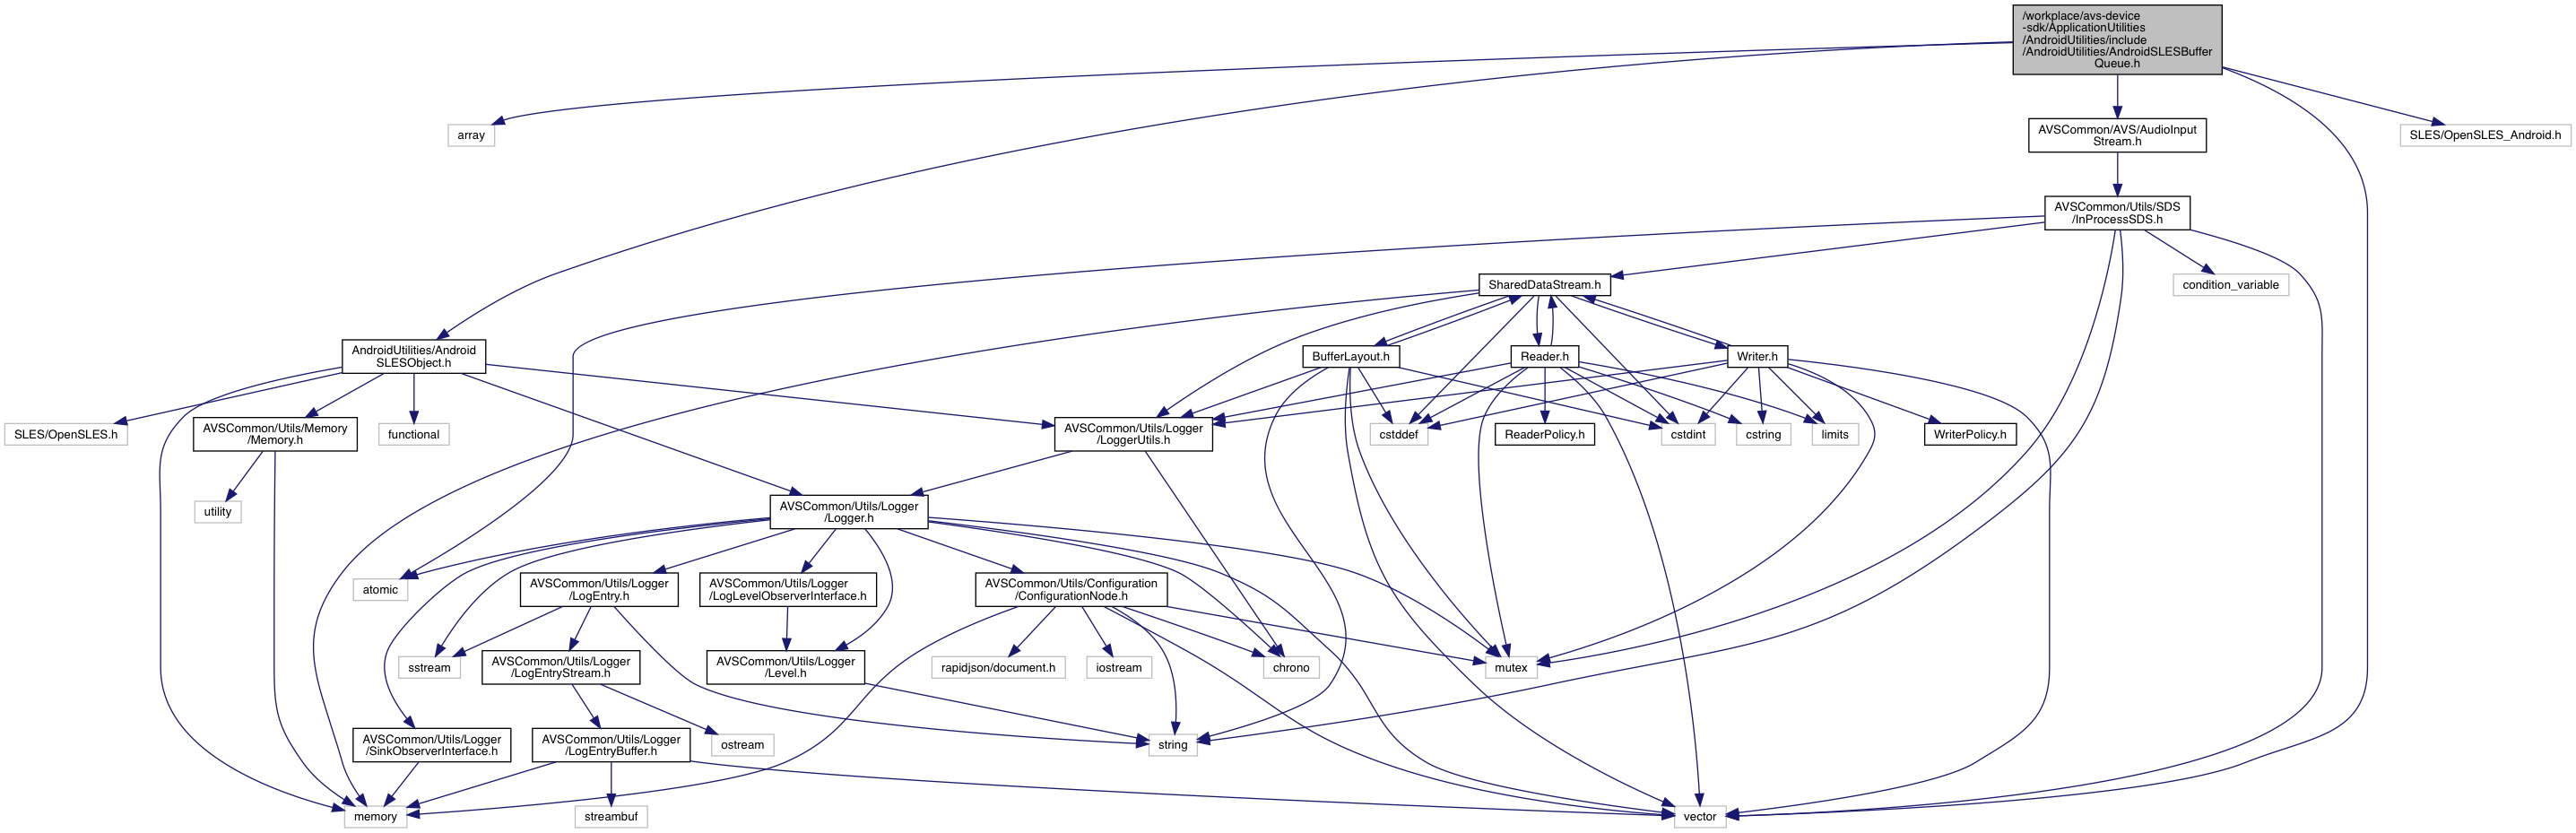 /workplace/avs-device
-sdk/ApplicationUtilities
/AndroidUtilities/include
/AndroidUtilities/AndroidSLESBuffer
Queue.h
array
AVSCommon/AVS/AudioInput
Stream.h
SLES/OpenSLES_Android.h
AVSCommon/Utils/SDS
/InProcessSDS.h
SharedDataStream.h
condition_variable
AndroidUtilities/Android
SLESObject.h
BufferLayout.h
Reader.h
Writer.h
SLES/OpenSLES.h
AVSCommon/Utils/Memory
/Memory.h
functional
AVSCommon/Utils/Logger
/LoggerUtils.h
cstddef
ReaderPolicy.h
cstdint
cstring
limits
WriterPolicy.h
utility
AVSCommon/Utils/Logger
/Logger.h
atomic
AVSCommon/Utils/Logger
/LogEntry.h
AVSCommon/Utils/Logger
/LogLevelObserverInterface.h
AVSCommon/Utils/Configuration
/ConfigurationNode.h
sstream
AVSCommon/Utils/Logger
/LogEntryStream.h
AVSCommon/Utils/Logger
/Level.h
rapidjson/document.h
iostream
chrono
mutex
AVSCommon/Utils/Logger
/SinkObserverInterface.h
AVSCommon/Utils/Logger
/LogEntryBuffer.h
ostream
string
memory
streambuf
vector